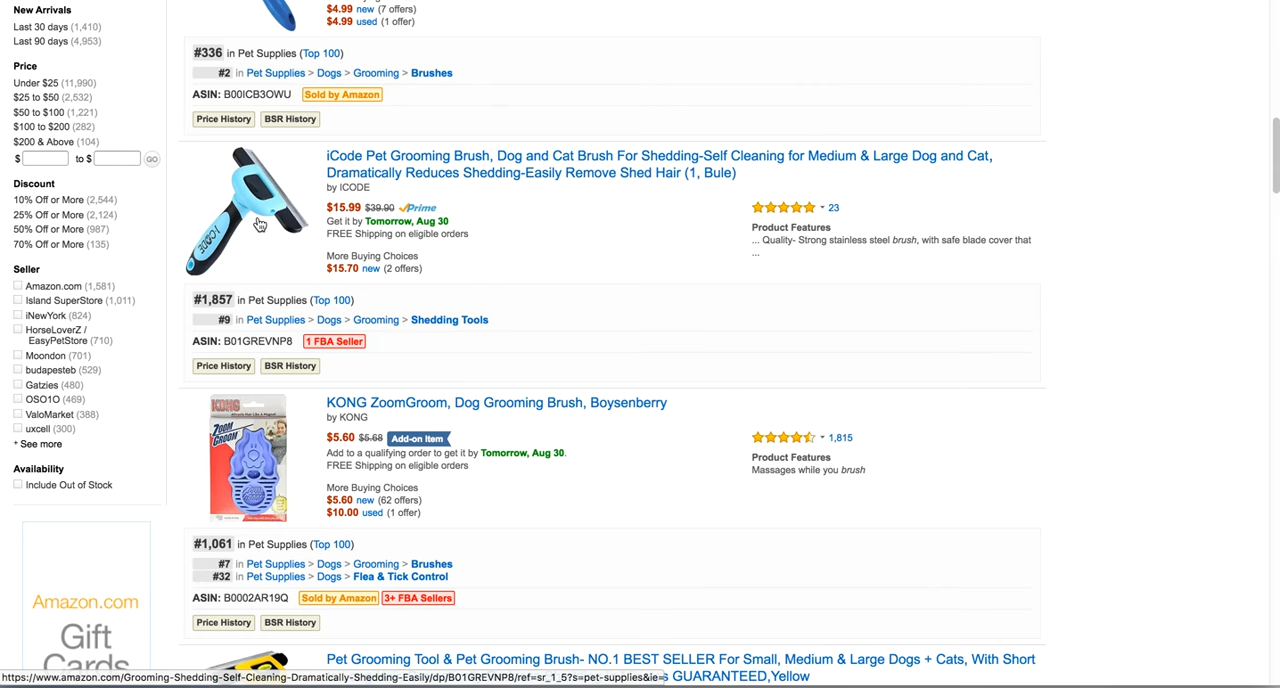 New Arrivals
Last 30 days (1,410)
Last 90 days (4,953)
Price
Under $25 (11,990)
$25 to $50 (2,532)
$50 to $100 (1,221)
$100 to $200 (282)
$200 & Above (104)
$ to $ GO
Discount
10% Off or More (2,544)
25% Off or More (2,124)
50% Off or More (987)
70% Off or More (135)
Seller
Amazon.com (1,581)
Island SuperStore (1,011)
iNewYork (824)
HorseLoverZ /
EasyPetStore (710)
Moondon (701)
budapesteb (529)
Gatzies (480)
OSO1O (469)
ValoMarket (388)
uxcell (300)
+ See more
Availability
Include Out of Stock
Amazon.com
Gift
Cards
$4.99 new (7 offers)
$4.99 used (1 offer)
#336 in Pet Supplies (Top 100)
#2 in Pet Supplies > Dogs > Grooming > Brushes
ASIN: B00ICB3OWU Sold by Amazon
Price History BSR History
iCode Pet Grooming Brush, Dog and Cat Brush For Shedding-Self Cleaning for Medium & Large Dog and Cat,
Dramatically Reduces Shedding-Easily Remove Shed Hair (1, Bule)
by ICODE
$15.99 $39.90 Prime
Get it by Tomorrow, Aug 30
FREE Shipping on eligible orders
More Buying Choices
$15.70 new (2 offers)
23
Product Features
... Quality- Strong stainless steel brush, with safe blade cover that
...
ICODE
#1,857 in Pet Supplies (Top 100)
#9 in Pet Supplies > Dogs > Grooming > Shedding Tools
ASIN: B01GREVNP8 1 FBA Seller
Price History BSR History
KONG ZoomGroom, Dog Grooming Brush, Boysenberry
by KONG
$5.60 $5.68 Add-on Item
Add to a qualifying order to get it by Tomorrow, Aug 30.
FREE Shipping on eligible orders
More Buying Choices
$5.60 new (62 offers)
$10.00 used (1 offer)
1,815
Product Features
Massages while you brush
KONG
ZOOM
GROOM
#1,061 in Pet Supplies (Top 100)
#7 in Pet Supplies > Dogs > Grooming > Brushes
#32 in Pet Supplies > Dogs > Flea & Tick Control
ASIN: B0002AR19Q Sold by Amazon 3+ FBA Sellers
Price History BSR History
Pet Grooming Tool & Pet Grooming Brush- NO.1 BEST SELLER For Small, Medium & Large Dogs + Cats, With Short
GUARANTEED,Yellow
https://www.amazon.com/Grooming-Shedding-Self-Cleaning-Dramatically-Shedding-Easily/dp/B01GREVNP8/ref=sr_1_5?s=pet-supplies&ie=